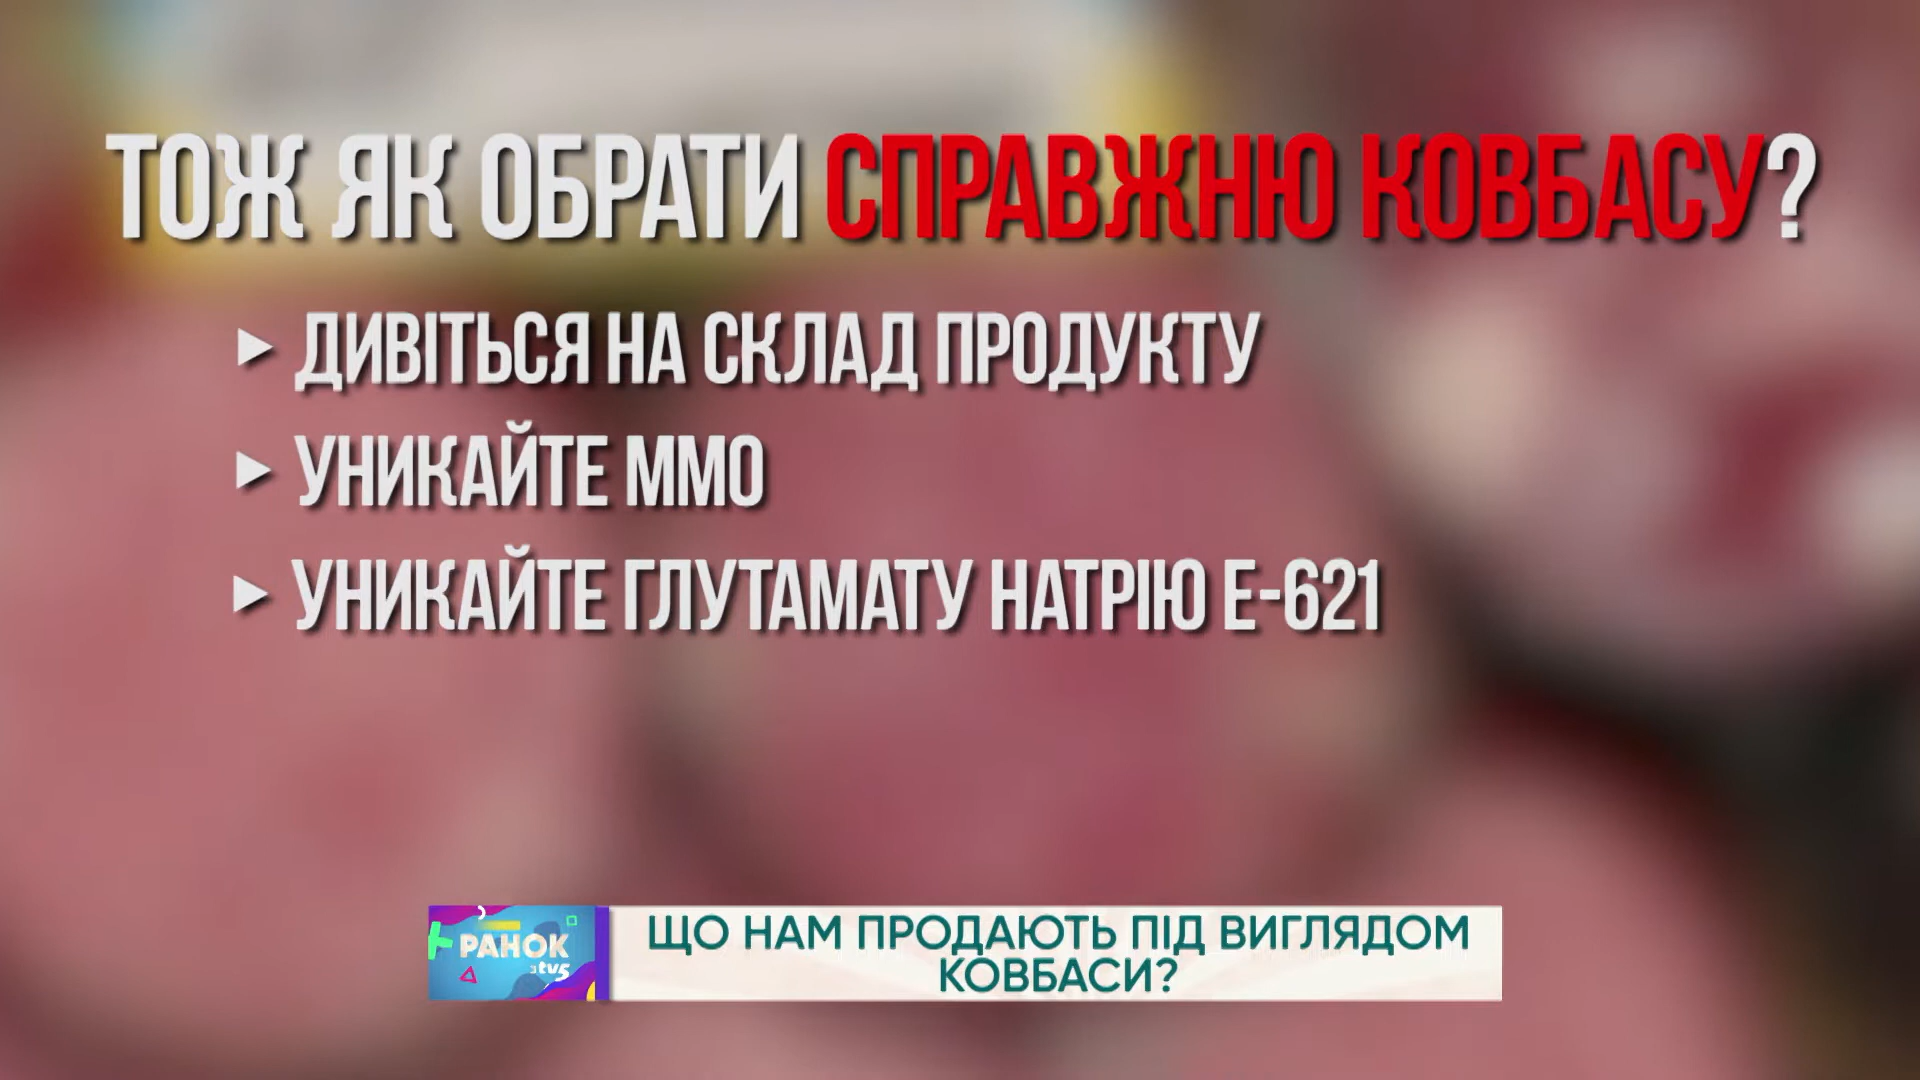 ТОЖ ЯК ОБРАТИ СПРАВЖНЮ КОВБАСУ?
ДИВІТЬСЯ НА СКЛАД ПРОДУКТУ
УНИКАЙТЕ ММО
УНИКАЙТЕ ГЛУТАМАТУ НАТРІЮ Е-621
РАНОК
tv5
ЩО НАМ ПРОДАЮТЬ ПІД ВИГЛЯДОМ
КОВБАСИ?